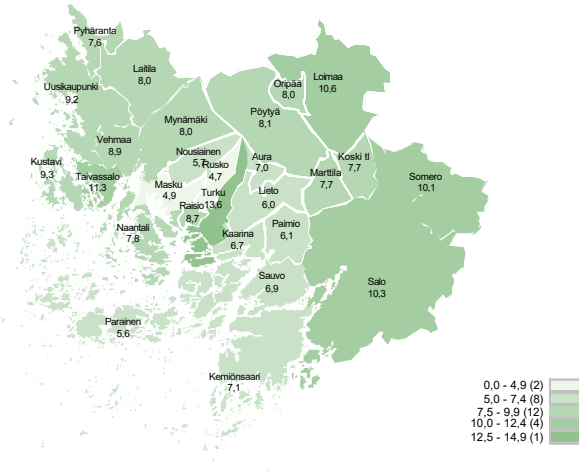 Pyhäranta
7,6
Laitila
8,0
Uusikaupunki
9,2
Loimaa
10,6
Oripää
8,0
Pöytyä
8,1
Mynämäki
8,0
Vehmaa
8,9
Kustavi
9,3
Taivassalo
11,3
Nousiainen
5,7
Rusko
4,7
Masku
4,9
Aura
7,0
Koski tl
7,7
Marttila
7,7
Somero
10,1
Turku
13,6
Raisio
8,7
Lieto
6,0
Naantali
7,8
Kaarina
6,7
Paimio
6,1
Sauvo
6,9
Salo
10,3
Parainen
5,6
Kemiönsaari
7,1
0,0 - 4,9 (2)
5,0 - 7,4 (8)
7,5 - 9,9 (12)
10,0 - 12,4 (4)
12,5 - 14,9 (1)